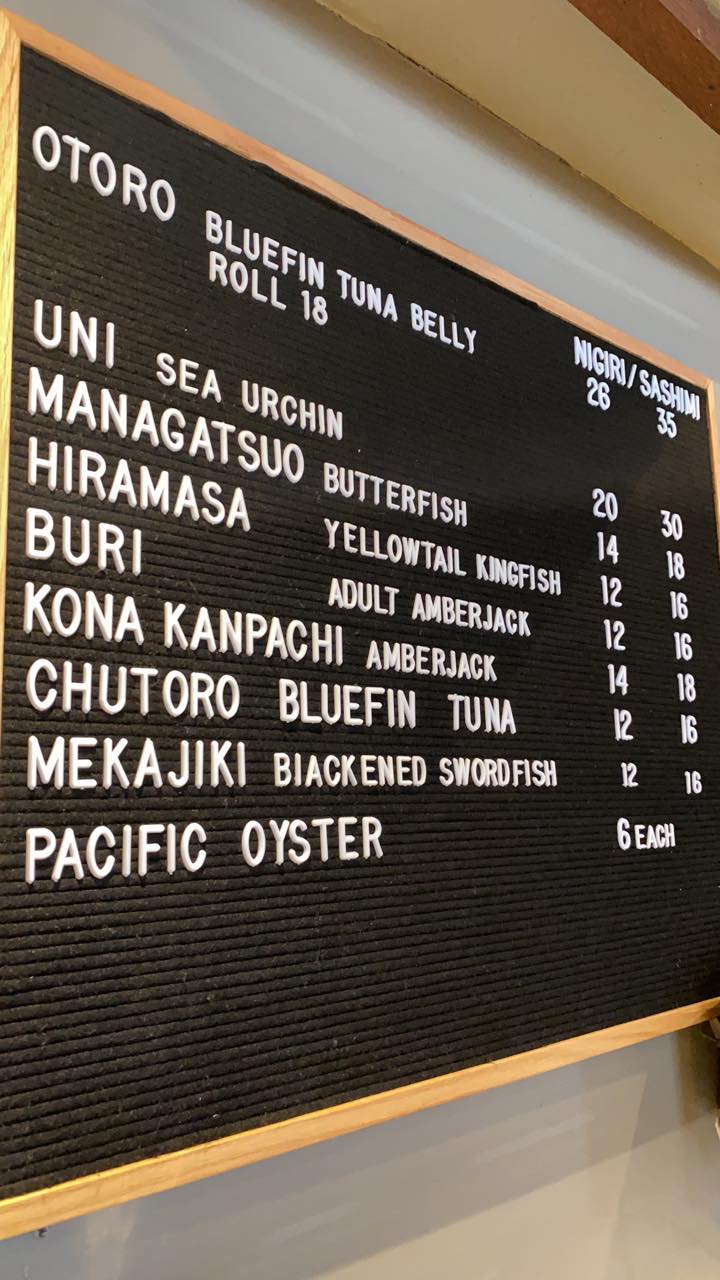 NIGIRI/SASHIMI
OTORO BLUEFIN TUNA BELLY 26 35
ROLL 18
UNI SEA URCHIN 20 30
MANAGATSUO BUTTERFISH 14 18
HIRAMASA YELLOWTAIL KINGFISH 12 16
BURI ADULT AMBERJACK 12 16
KONA KANPACHI AMBERJACK 14 18
CHUTORO BLUEFIN TUNA 12 16
MEKAJIKI BIACKENED SWORDFISH 12 16
PACIFIC OYSTER 6 EACH